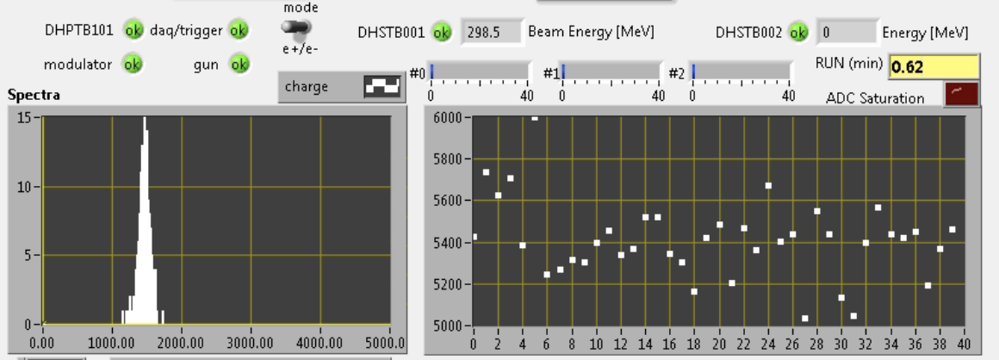 mode
DHPTB101 ok daq/trigger ok
e+/e-
DHSTB001 ok 298.5 Beam Energy [MeV]
DHSTB002 ok 0 Energy [MeV]
modulator ok gun ok
charge
#0 0 40
#1 0 40
#2 0 40
RUN (min) 0.62
ADC Saturation
Spectra
15
10
5
0
0.00 1000.00 2000.00 3000.00 4000.00 5000.0
6000
5800
5600
5400
5200
5000
0 2 4 6 8 10 12 14 16 18 20 22 24 26 28 30 32 34 36 38 40